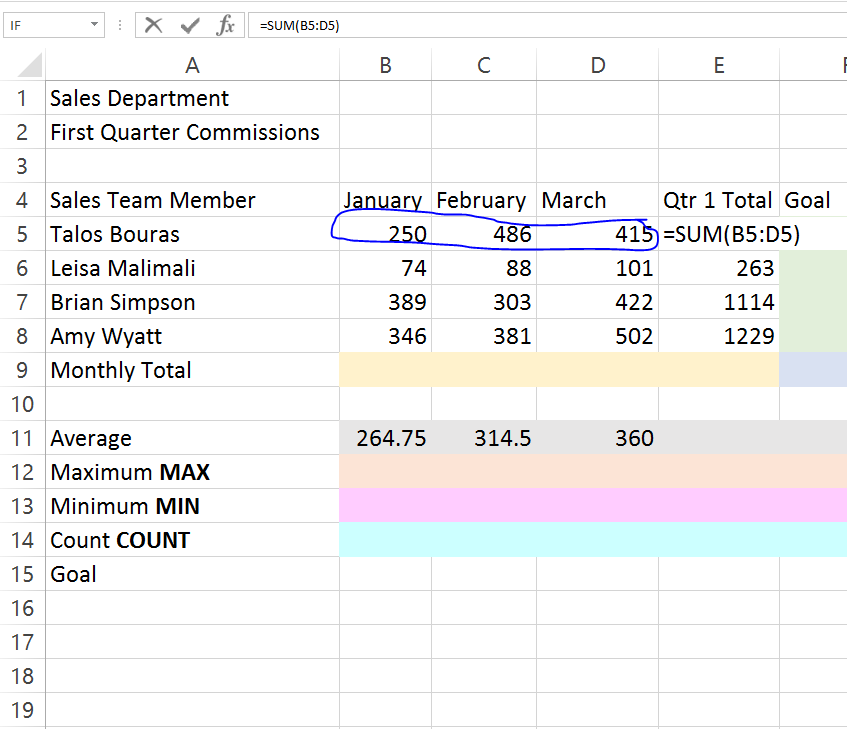 IF fx =SUM(B5:D5)
A B C D E F
1 Sales Department
2 First Quarter Commissions
3
4 Sales Team Member January February March Qtr 1 Total Goal
5 Talos Bouras 250 486 415 =SUM(B5:D5)
6 Leisa Malimali 74 88 101 263
7 Brian Simpson 389 303 422 1114
8 Amy Wyatt 346 381 502 1229
9 Monthly Total
10
11 Average 264.75 314.5 360
12 Maximum MAX
13 Minimum MIN
14 Count COUNT
15 Goal
16
17
18
19